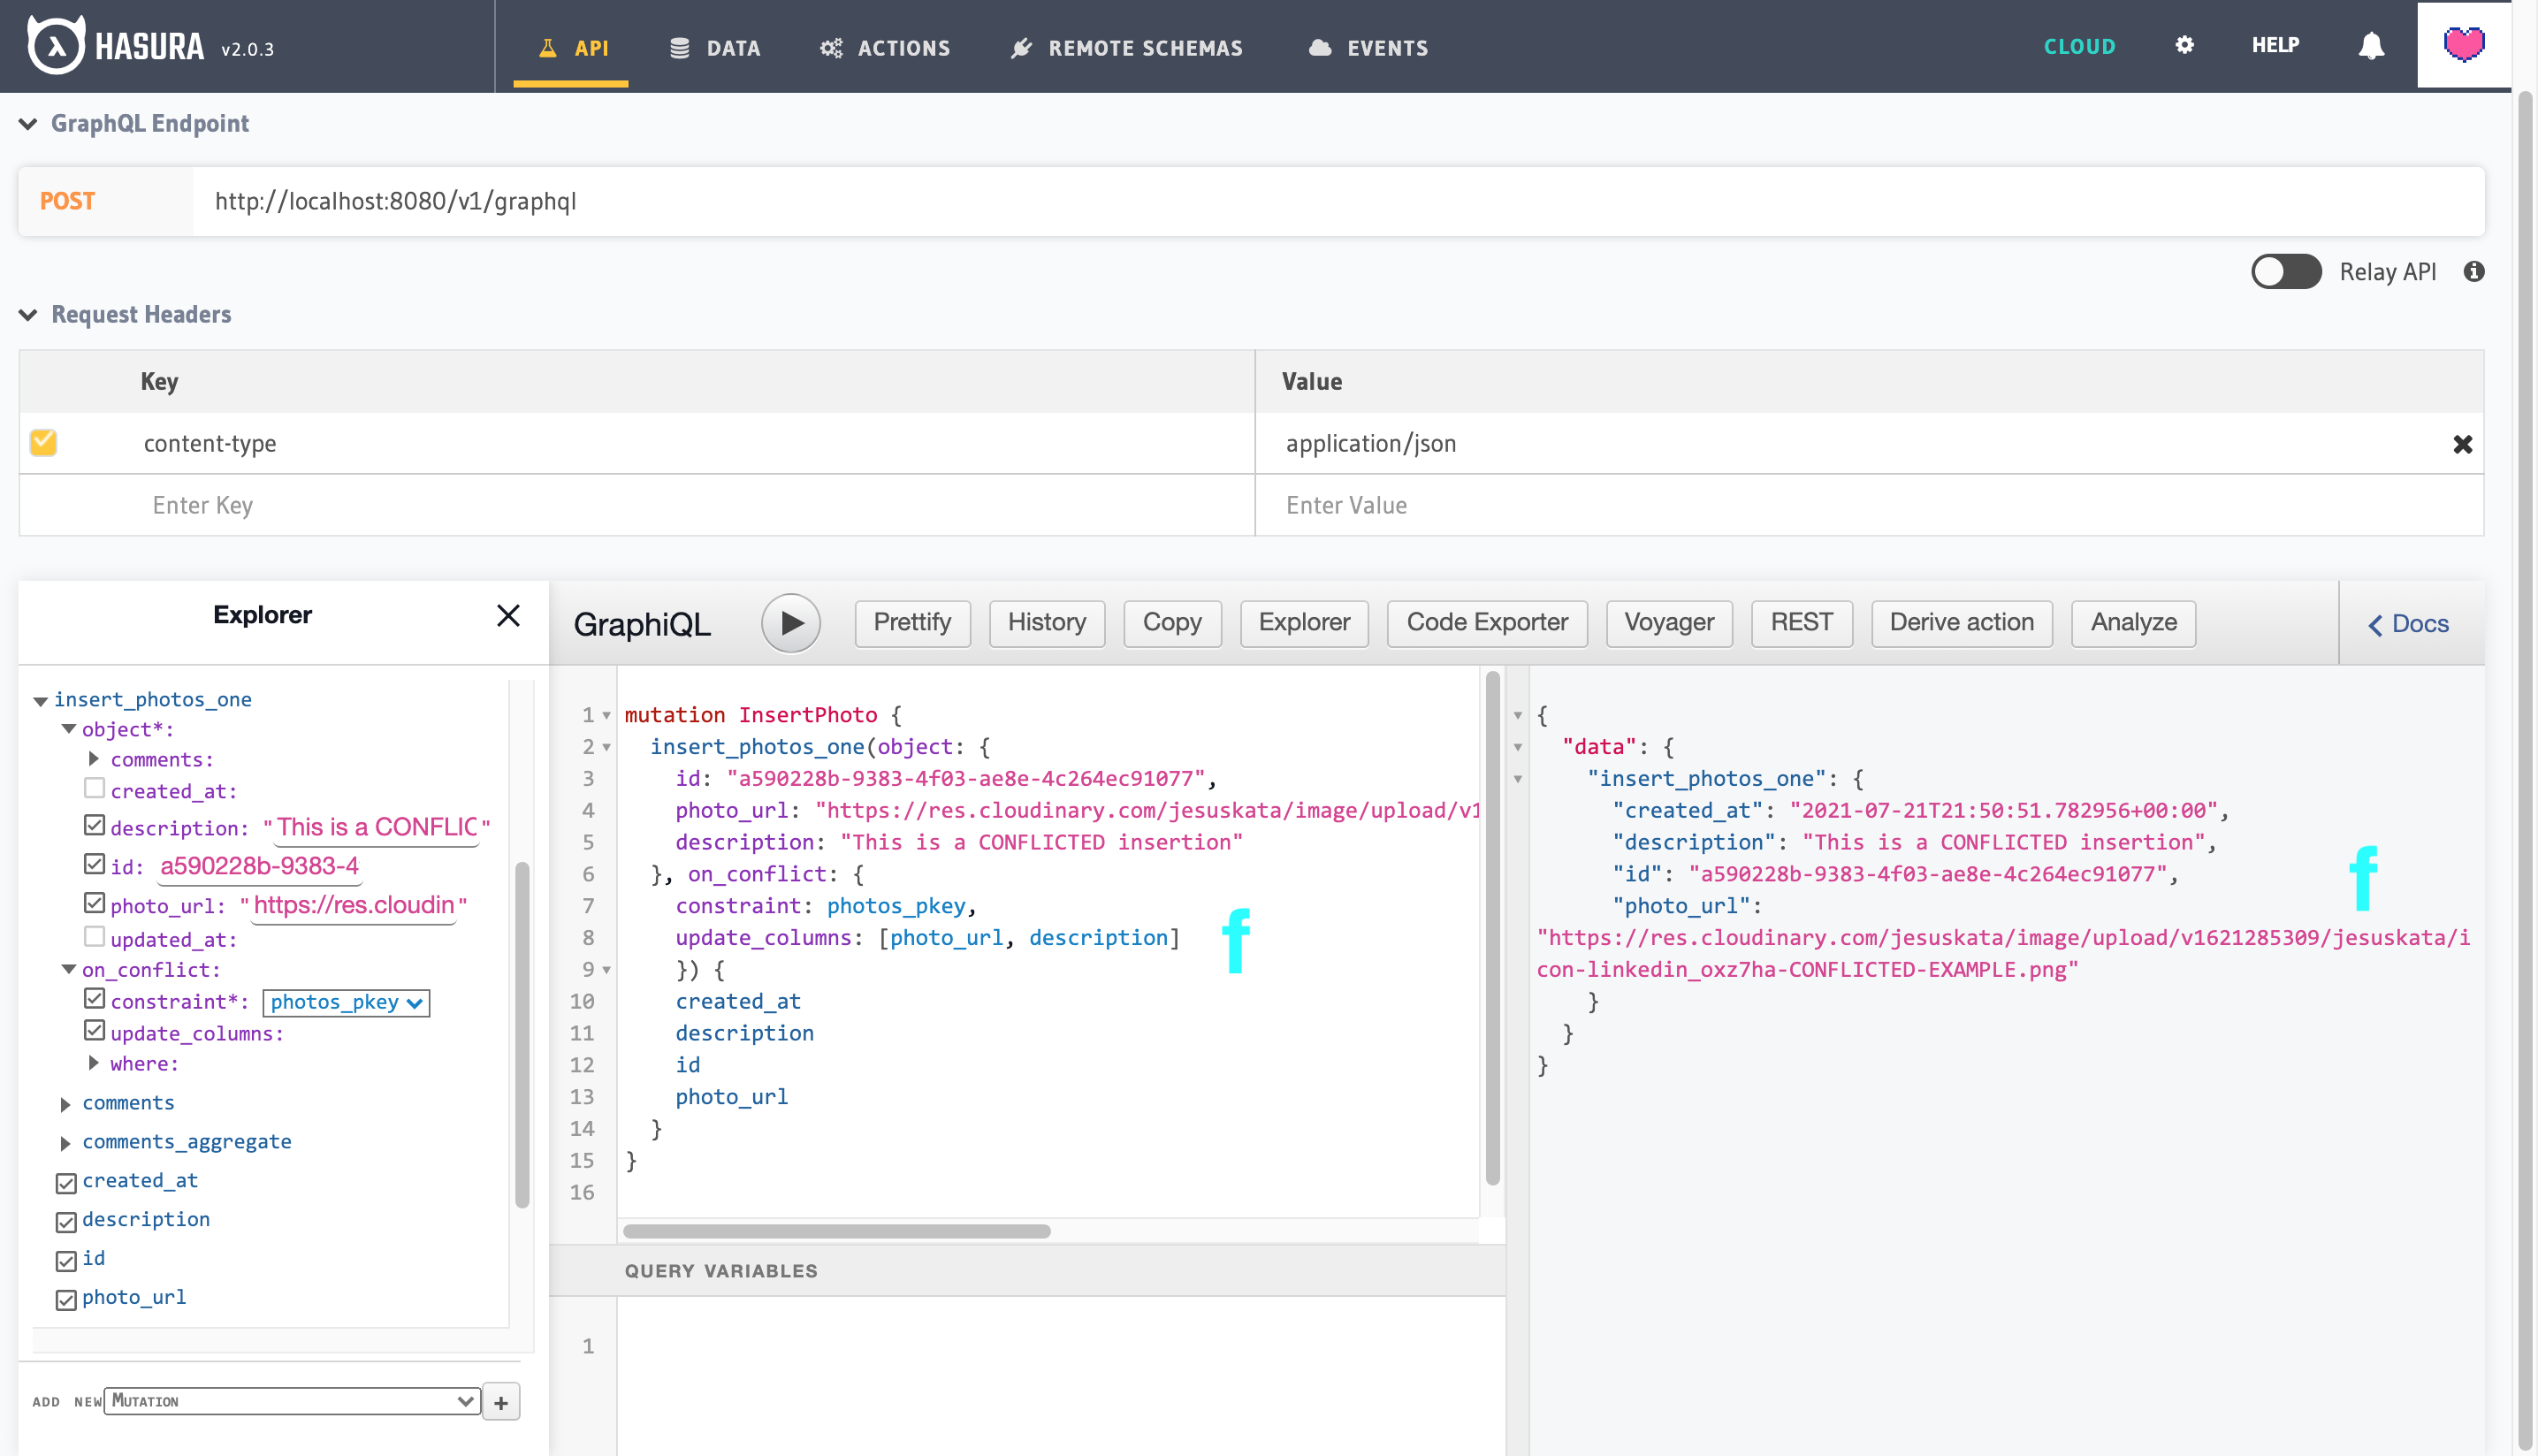 HASURA v2.0.3
API
DATA
ACTIONS
REMOTE SCHEMAS
EVENTS
CLOUD
HELP
GraphQL Endpoint
POST http://localhost:8080/v1/graphql
Relay API
Request Headers
Key Value
content-type application/json
Enter Key Enter Value
Explorer
insert_photos_one
object*:
comments:
created_at:
description: "This is a CONFLIC"
id: a590228b-9383-4
photo_url: "https://res.cloudin"
updated_at:
on_conflict:
constraint*: photos_pkey
update_columns:
where:
comments
comments_aggregate
created_at
description
id
photo_url
ADD NEW MUTATION +
GraphiQL Prettify History Copy Explorer Code Exporter Voyager REST Derive action Analyze Docs
1 mutation InsertPhoto {
2 insert_photos_one(object: {
3 id: "a590228b-9383-4f03-ae8e-4c264ec91077",
4 photo_url: "https://res.cloudinary.com/jesuskata/image/upload/v1
5 description: "This is a CONFLICTED insertion"
6 }, on_conflict: {
7 constraint: photos_pkey,
8 update_columns: [photo_url, description]
9 }) {
10 created_at
11 description
12 id
13 photo_url
14 }
15 }
16
f
QUERY VARIABLES
1
{
"data": {
"insert_photos_one": {
"created_at": "2021-07-21T21:50:51.782956+00:00",
"description": "This is a CONFLICTED insertion",
"id": "a590228b-9383-4f03-ae8e-4c264ec91077",
"photo_url":
"https://res.cloudinary.com/jesuskata/image/upload/v1621285309/jesuskata/i
con-linkedin_oxz7ha-CONFLICTED-EXAMPLE.png"
}
}
}
f